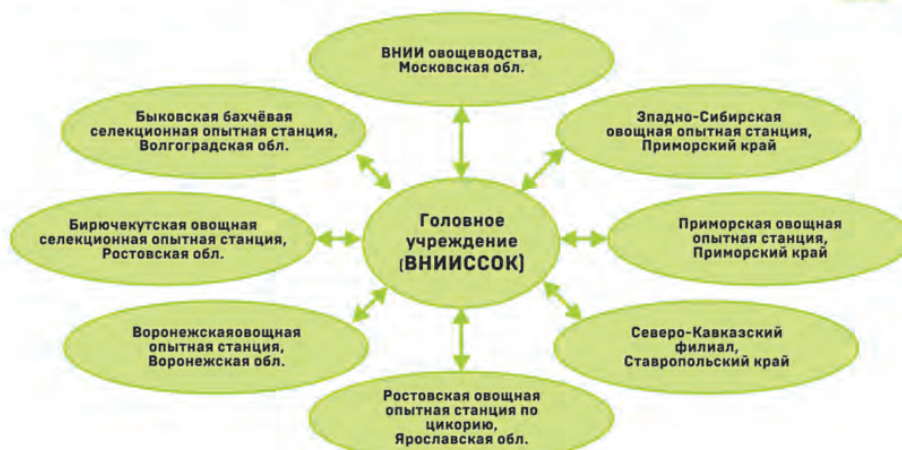 ВНИИ овощеводства,
Московская обл.
Быковская бахчёвая
селекционная опытная станция,
Волгоградская обл.
Зпадно-Сибирская
овощная опытная станция,
Приморский край
Бирючекутская овощная
селекционная опытная станция,
Ростовская обл.
Головное
учреждение
(ВНИИССОК)
Приморская овощная
опытная станция,
Приморский край
Воронежскаяовощная
опытная станция,
Воронежская обл.
Северо-Кавказский
филиал,
Ставропольский край
Ростовская овощная
опытная станция по
цикорию,
Ярославская обл.